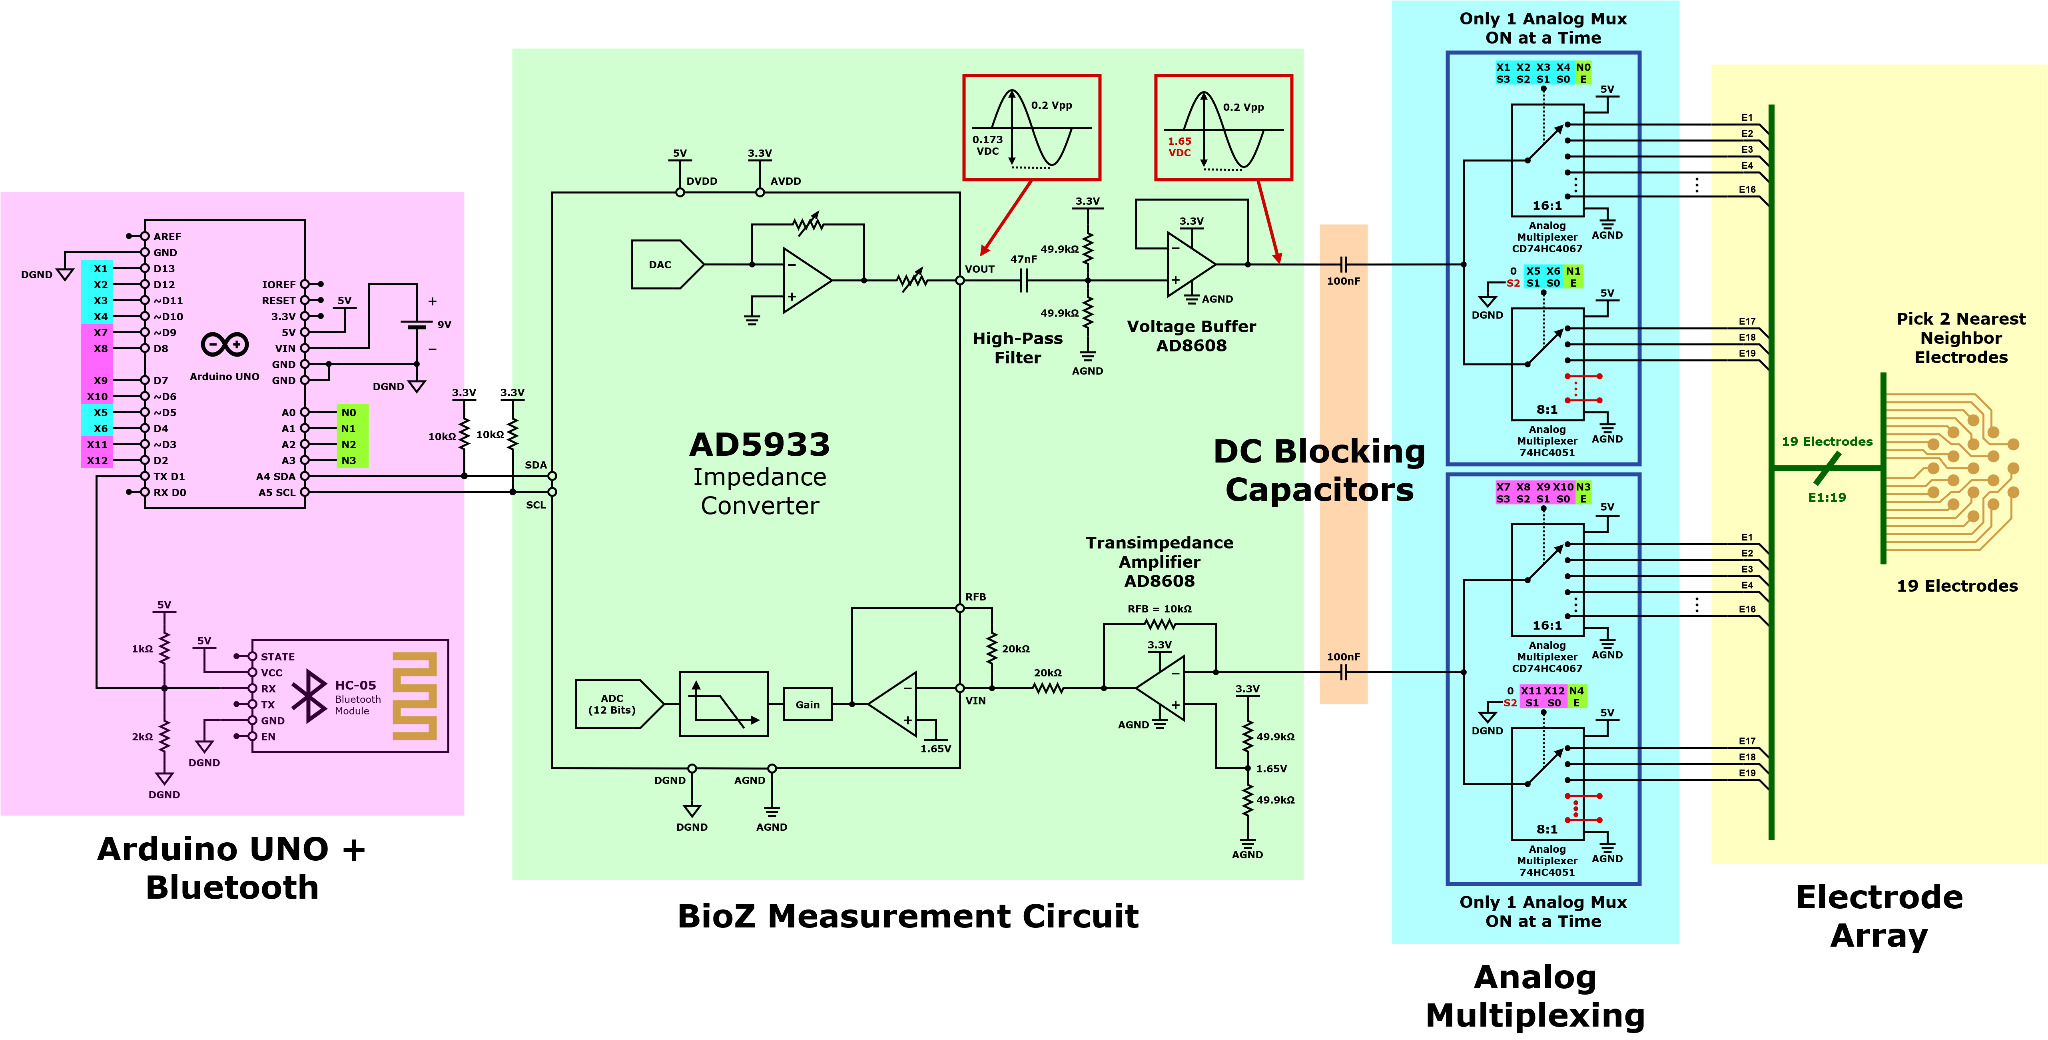 AREF
GND
DGND
X1 D13
X2 D12
X3 ~D11
X4 ~D10
X7 ~D9
X8 D8
X9 D7
X10 ~D6
X5 ~D5
X6 D4
X11 ~D3
X12 D2
TX D1
RX D0
Arduino UNO
IOREF
RESET
3.3V
5V
5V
VIN
GND
GND
A0 N0
A1 N1
A2 N2
A3 N3
A4 SDA
A5 SCL
+
9V
−
DGND
3.3V
3.3V
10kΩ
10kΩ
5V
1kΩ
2kΩ
DGND
5V
DGND
STATE
VCC
RX
TX
GND
EN
HC-05
Bluetooth
Module
Arduino UNO +
Bluetooth
5V
3.3V
DVDD
AVDD
DAC
−
+
VOUT
SDA
SCL
AD5933
Impedance
Converter
RFB
VIN
ADC
(12 Bits)
Gain
−
+
1.65V
DGND
AGND
DGND
AGND
0.2 Vpp
0.173
VDC
0.2 Vpp
1.65
VDC
47nF
3.3V
49.9kΩ
49.9kΩ
AGND
High-Pass
Filter
3.3V
−
+
AGND
Voltage Buffer
AD8608
Transimpedance
Amplifier
AD8608
RFB = 10kΩ
20kΩ
20kΩ
3.3V
−
+
AGND
3.3V
49.9kΩ
1.65V
49.9kΩ
AGND
BioZ Measurement Circuit
100nF
DC Blocking
Capacitors
100nF
Only 1 Analog Mux
ON at a Time
X1 X2 X3 X4 N0
S3 S2 S1 S0 E
5V
16:1
AGND
Analog
Multiplexer
CD74HC4067
0 X5 X6 N1
S2 S1 S0 E
DGND
5V
8:1
AGND
Analog
Multiplexer
74HC4051
X7 X8 X9 X10 N3
S3 S2 S1 S0 E
5V
16:1
AGND
Analog
Multiplexer
CD74HC4067
0 X11 X12 N4
S2 S1 S0 E
DGND
5V
8:1
AGND
Analog
Multiplexer
74HC4051
Only 1 Analog Mux
ON at a Time
Analog
Multiplexing
E1
E2
E3
E4
E16
E17
E18
E19
E1
E2
E3
E4
E16
E17
E18
E19
19 Electrodes
E1:19
Pick 2 Nearest
Neighbor
Electrodes
19 Electrodes
Electrode
Array